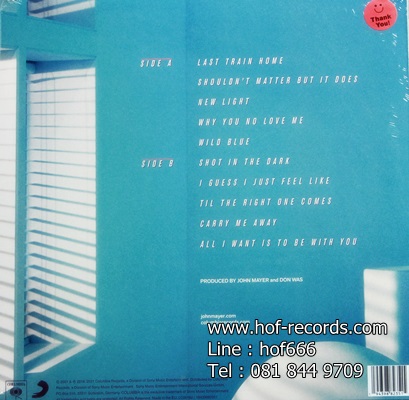 Thank You!
SIDE A LAST TRAIN HOME
SHOULDN'T MATTER BUT IT DOES
NEW LIGHT
WHY YOU NO LOVE ME
WILD BLUE
SIDE B SHOT IN THE DARK
I GUESS I JUST FEEL LIKE
TIL THE RIGHT ONE COMES
CARRY ME AWAY
ALL I WANT IS TO BE WITH YOU
PRODUCED BY JOHN MAYER and DON WAS
johnmayer.com
www.hof-records.com
Line : hof666
Tel : 081 844 9709